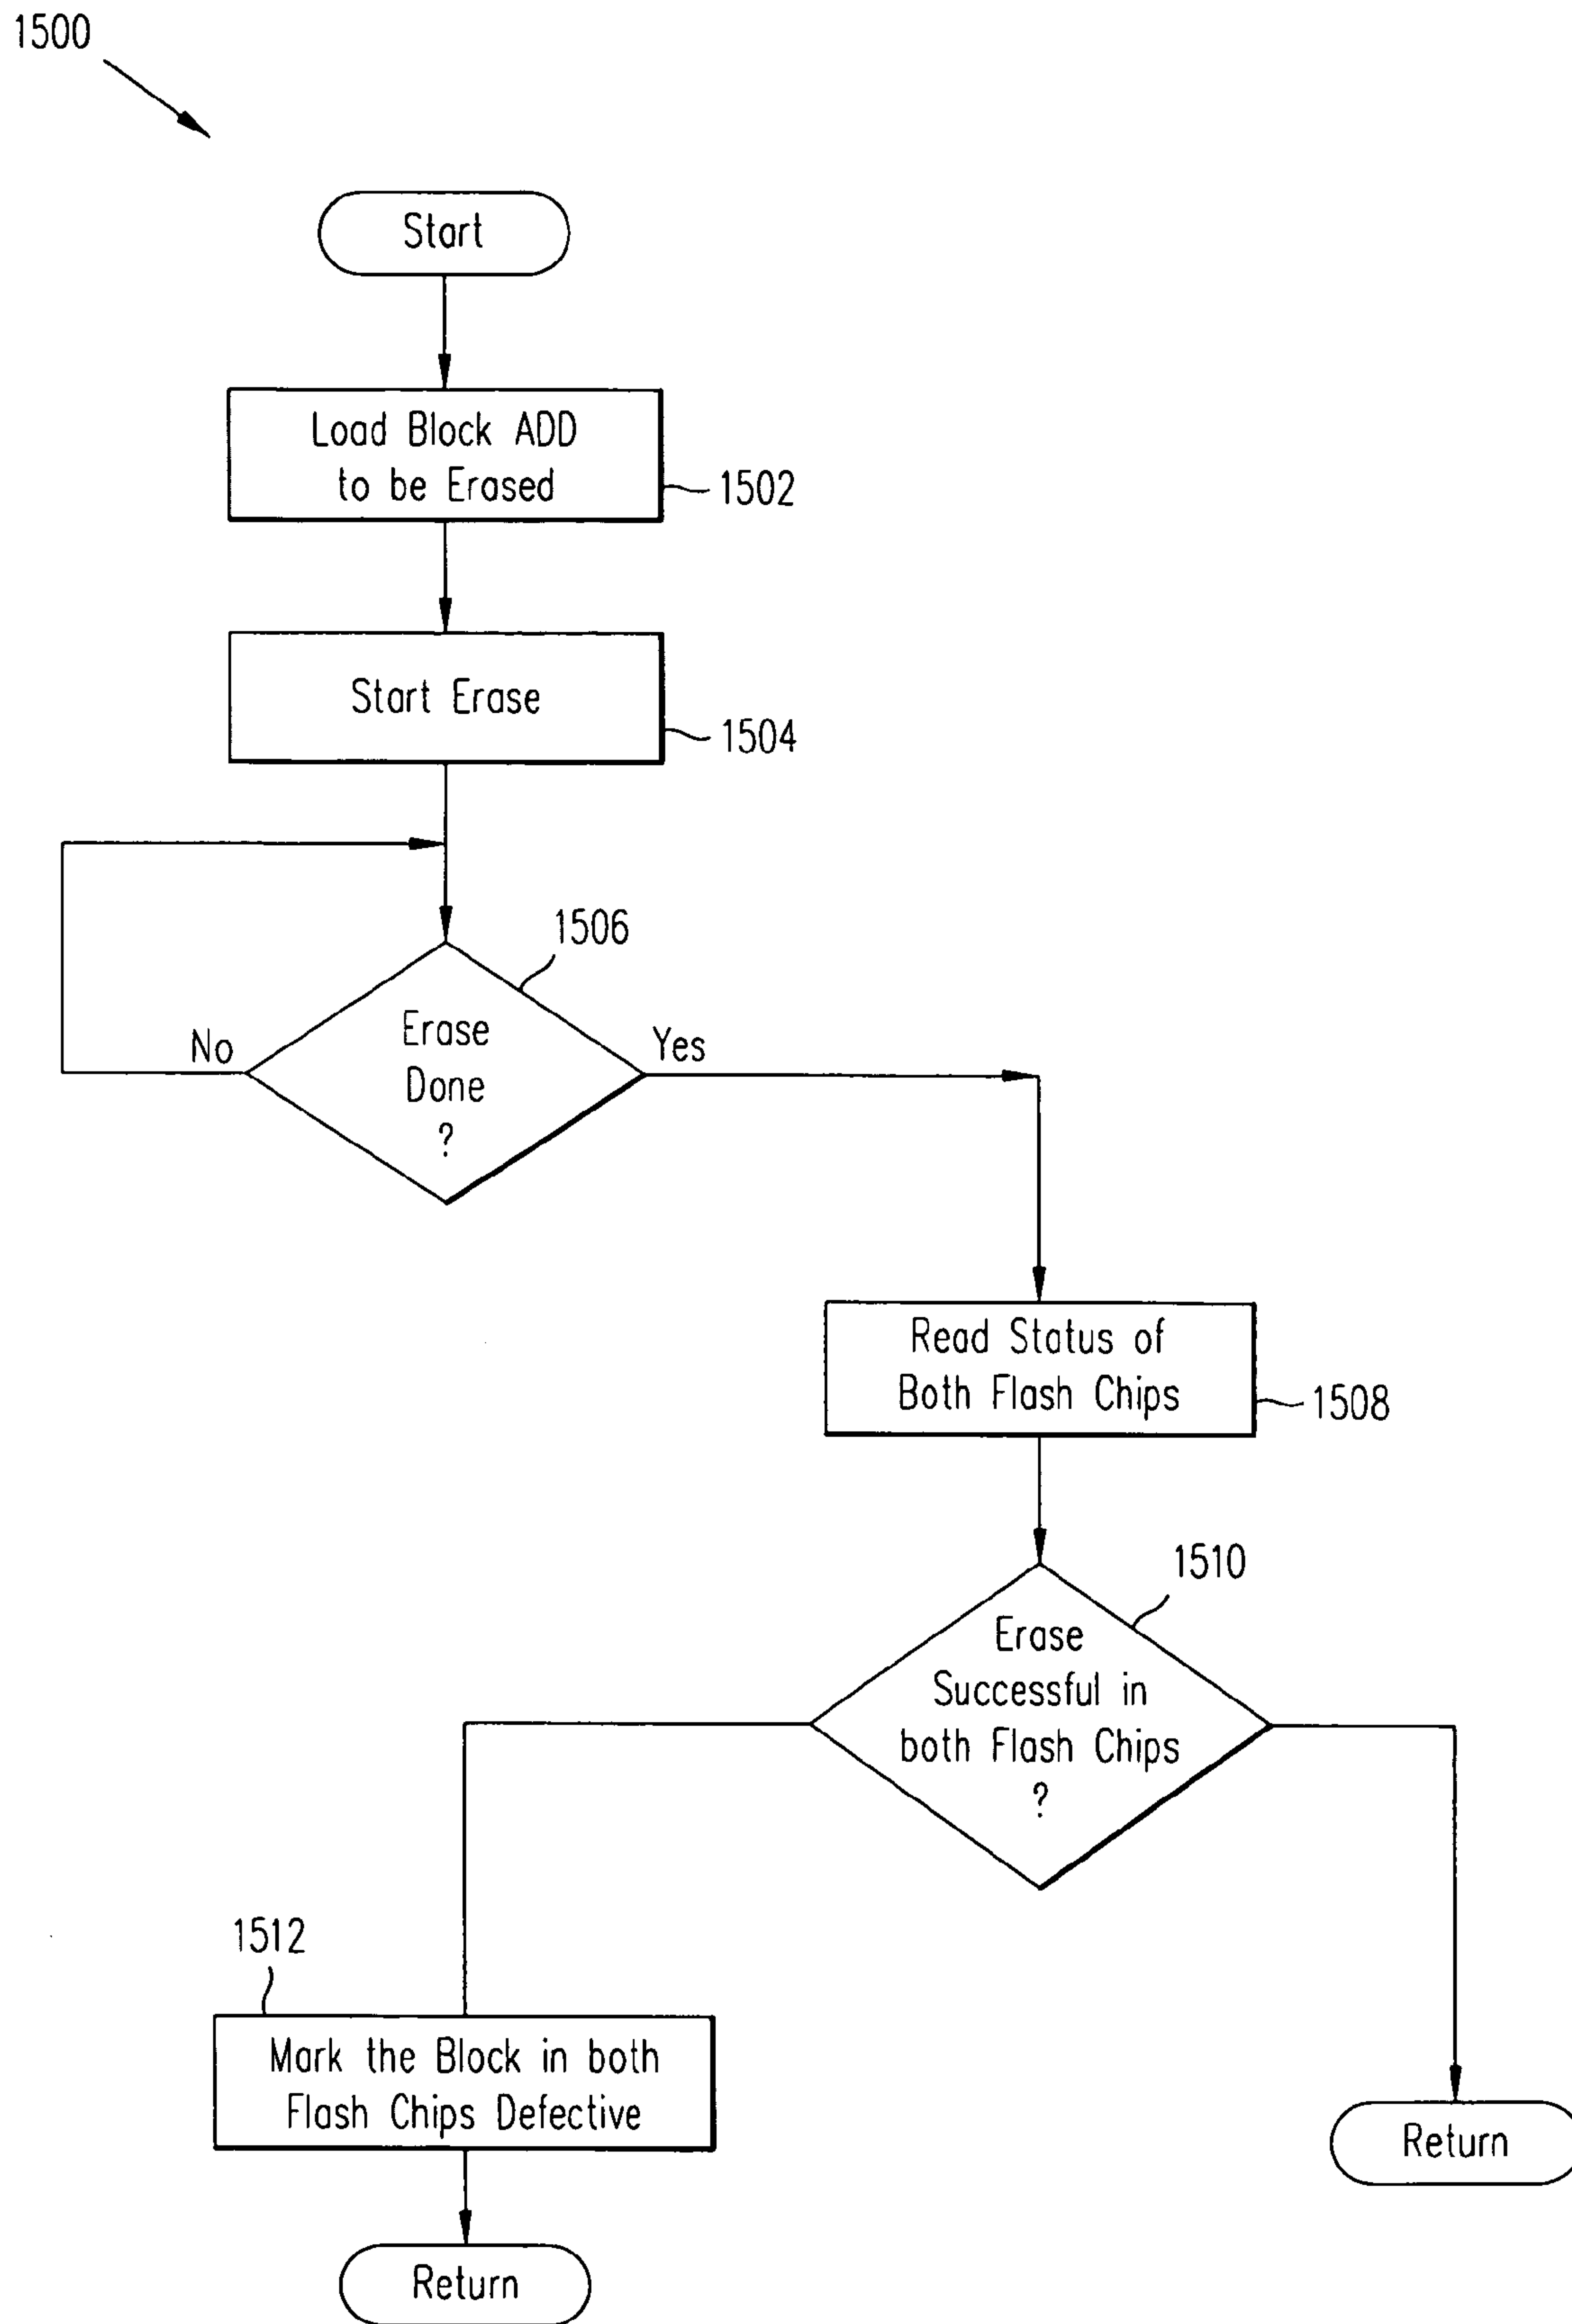 1500
Start
Load Block ADD
to be Erased
1502
Start Erase
1504
1506
Erase
Done
?
No
Yes
Read Status of
Both Flash Chips
1508
1510
Erase
Successful in
both Flash Chips
?
1512
Mark the Block in both
Flash Chips Defective
Return
Return